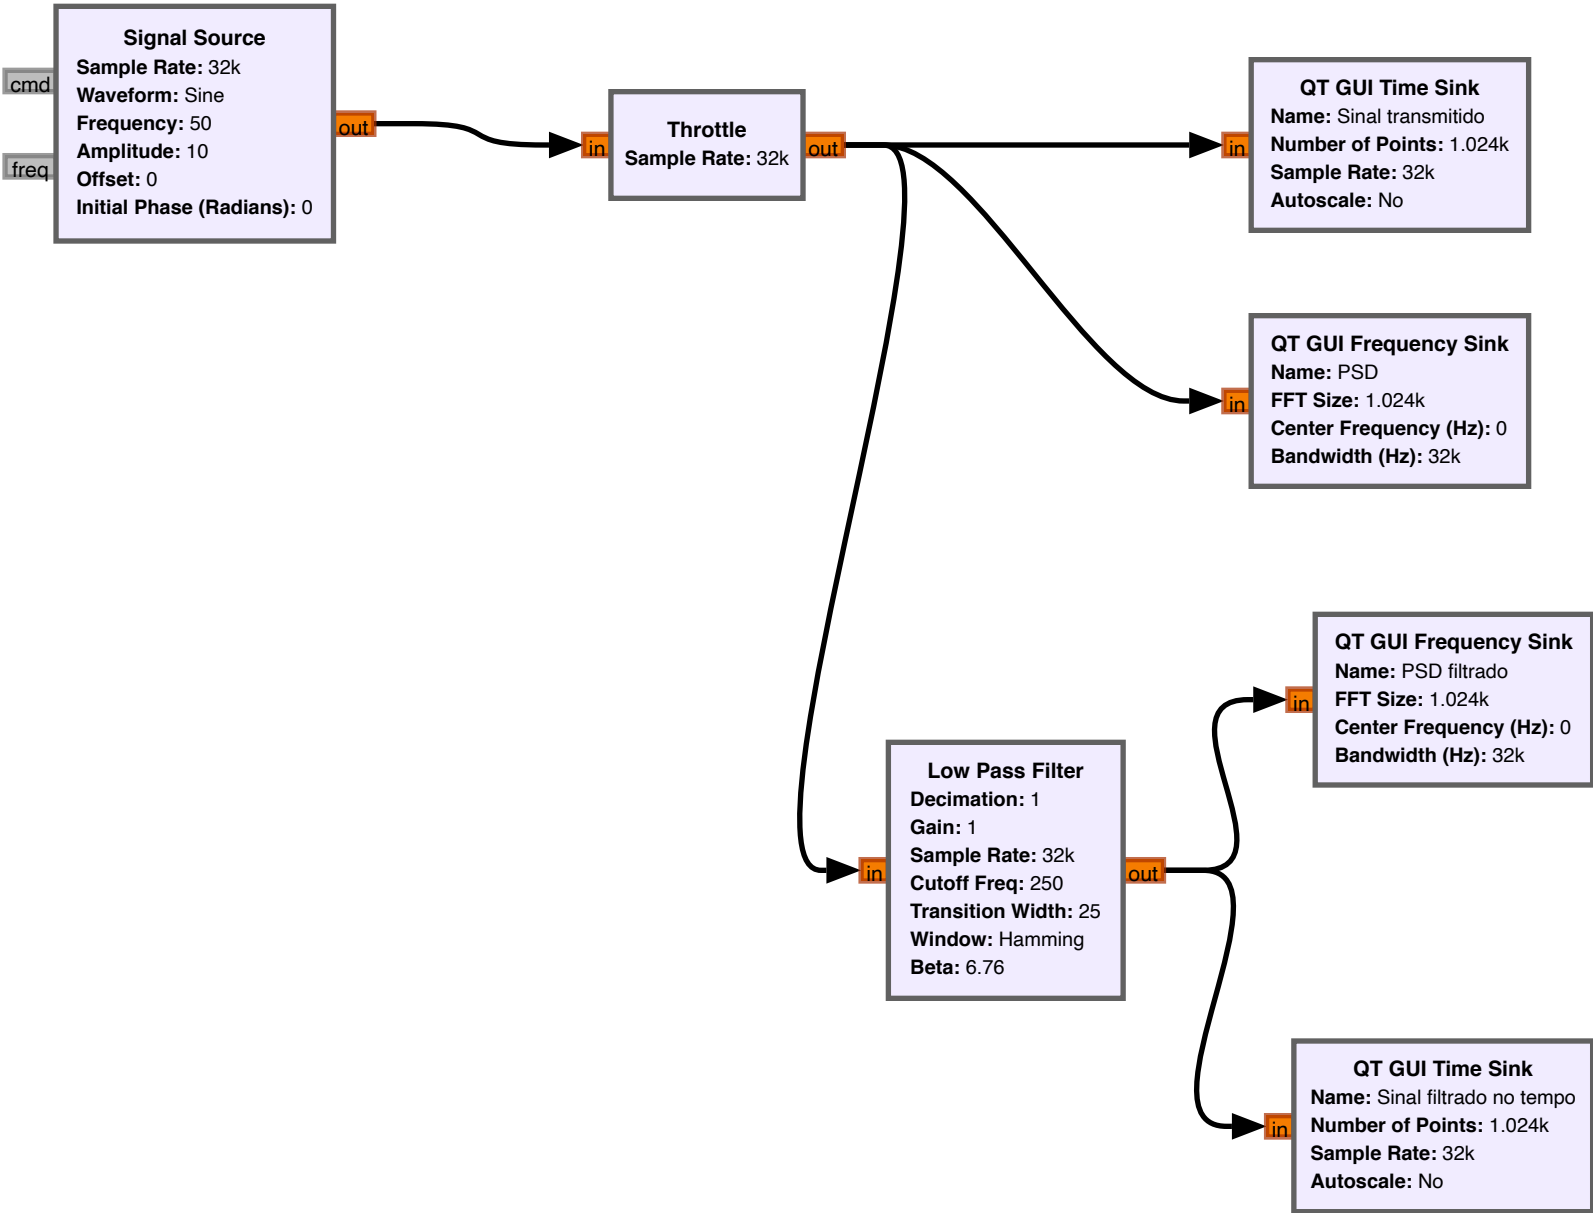 Signal Source
Sample Rate: 32k
Waveform: Sine
Frequency: 50
Amplitude: 10
Offset: 0
Initial Phase (Radians): 0
cmd
freq
out
in
Throttle
Sample Rate: 32k
out
in
QT GUI Time Sink
Name: Sinal transmitido
Number of Points: 1.024k
Sample Rate: 32k
Autoscale: No
in
QT GUI Frequency Sink
Name: PSD
FFT Size: 1.024k
Center Frequency (Hz): 0
Bandwidth (Hz): 32k
in
Low Pass Filter
Decimation: 1
Gain: 1
Sample Rate: 32k
Cutoff Freq: 250
Transition Width: 25
Window: Hamming
Beta: 6.76
out
in
QT GUI Frequency Sink
Name: PSD filtrado
FFT Size: 1.024k
Center Frequency (Hz): 0
Bandwidth (Hz): 32k
in
QT GUI Time Sink
Name: Sinal filtrado no tempo
Number of Points: 1.024k
Sample Rate: 32k
Autoscale: No